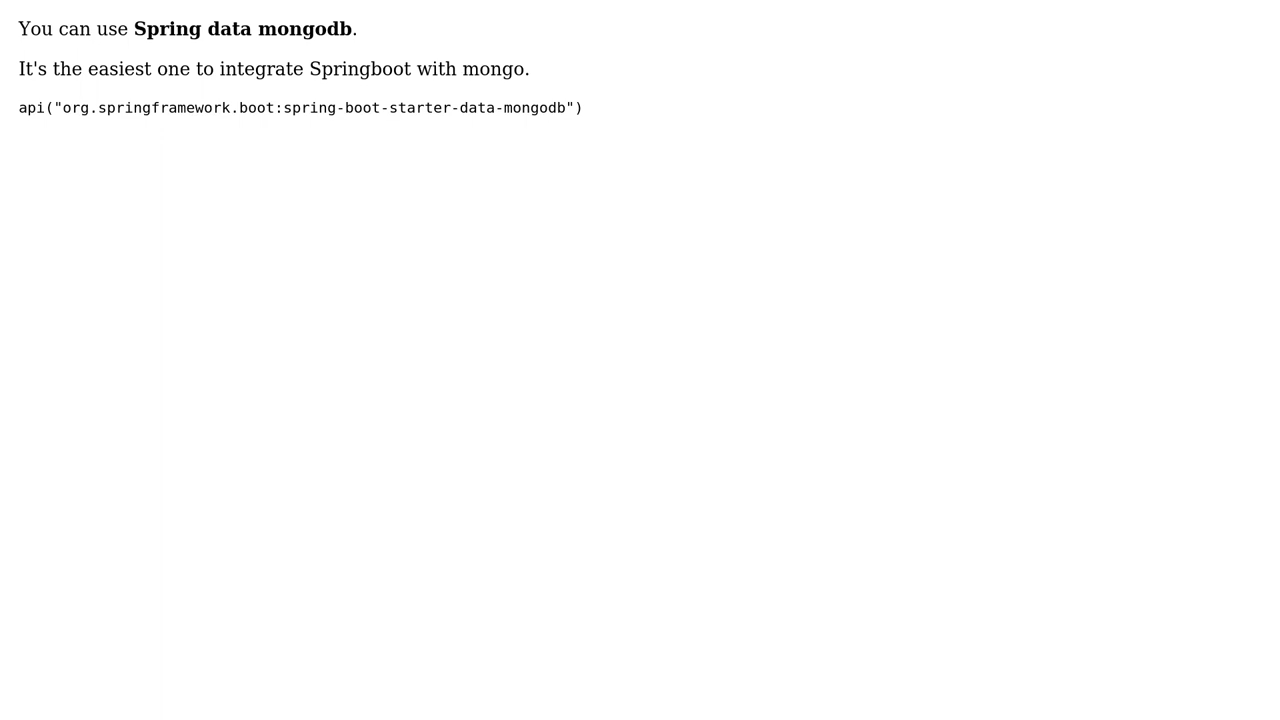 You can use Spring data mongodb.
It's the easiest one to integrate Springboot with mongo.
api("org.springframework.boot:spring-boot-starter-data-mongodb")